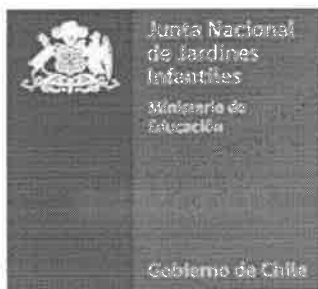 Junta Nacional
de Jardines
Infantiles
Ministerio de
Educación
Gobierno de Chile